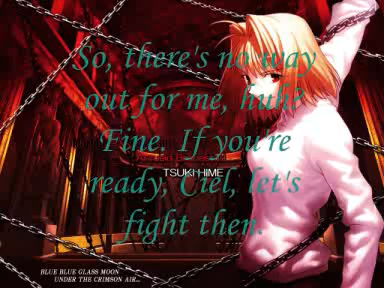 So, there's no way
out for me, huh?
Fine. If you're
TSUKIHIME
ready, Ciel, let's
fight then.
BLUE BLUE GLASS MOON
UNDER THE CRIMSON AIR...